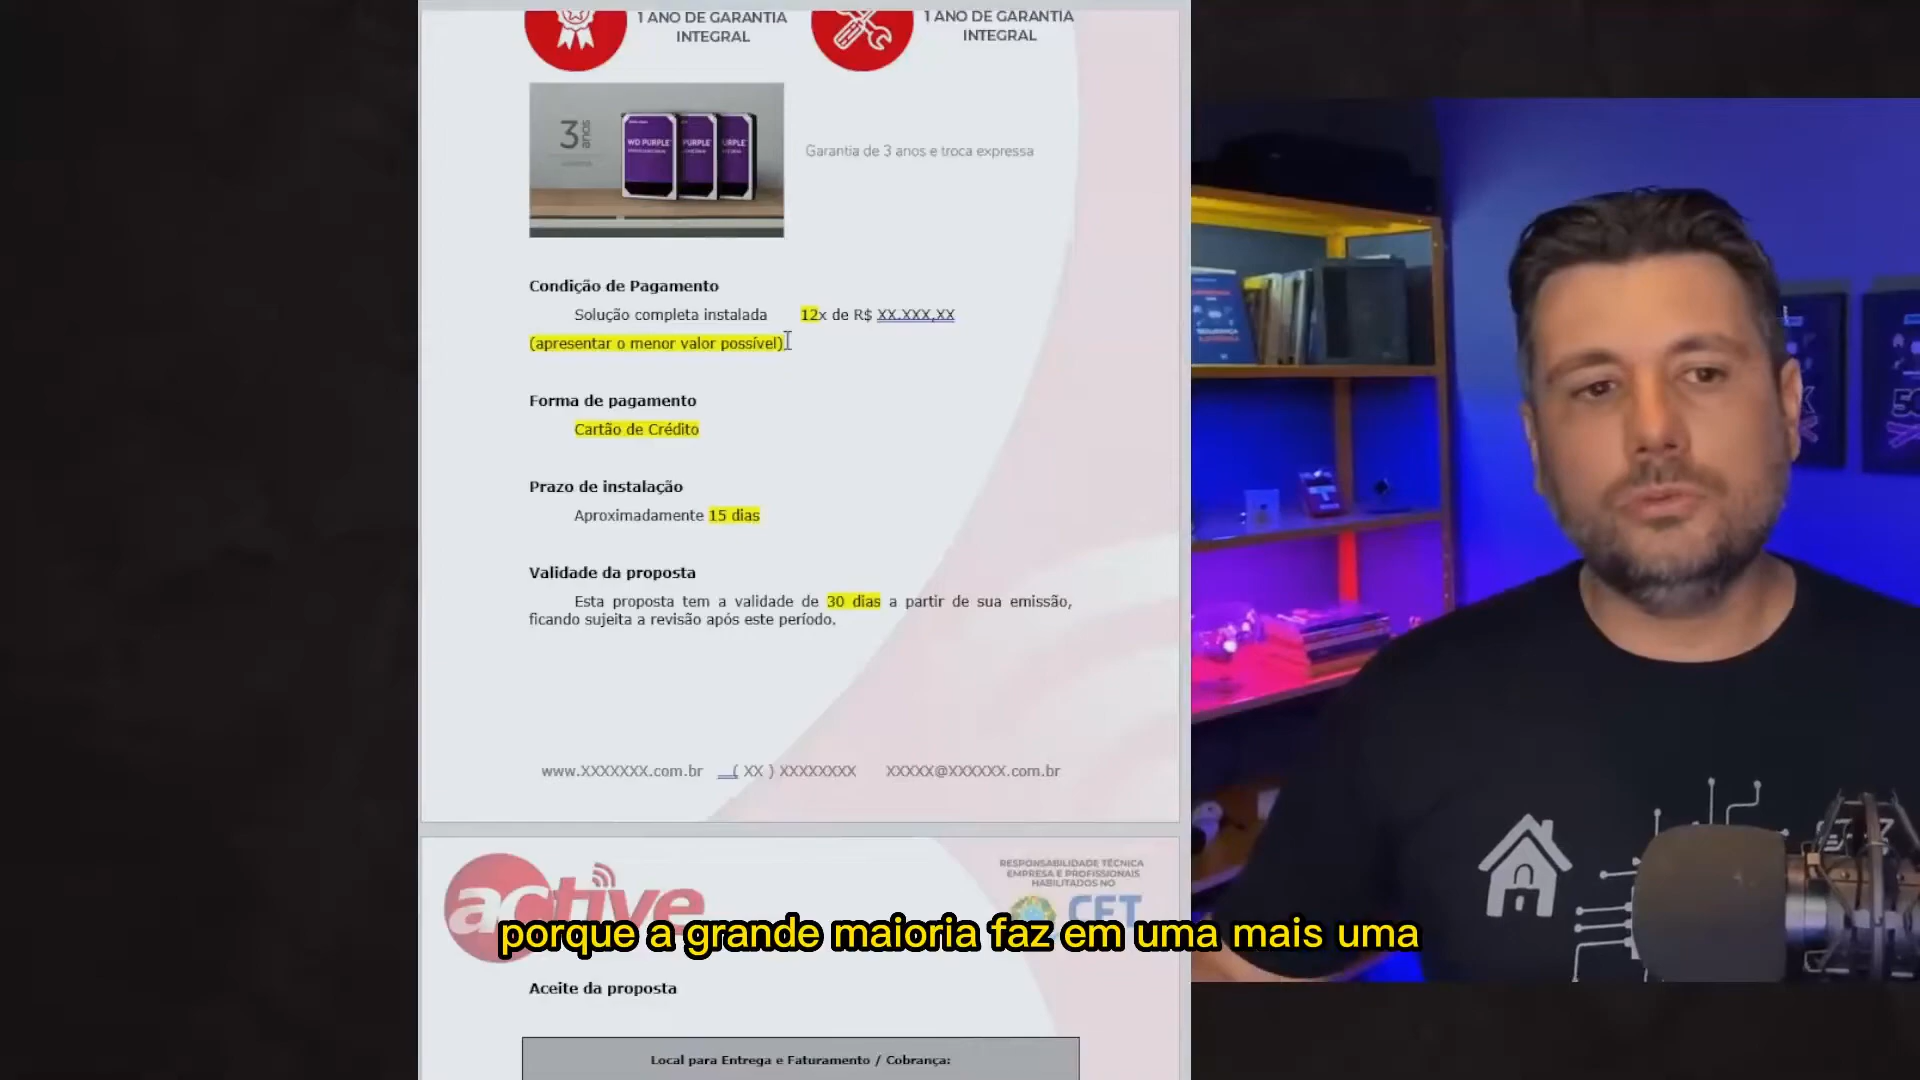 1 ANO DE GARANTIA
INTEGRAL
1 ANO DE GARANTIA
INTEGRAL
3 anos
WD PURPLE
PURPLE
URPLE
Garantia de 3 anos e troca expressa
Condição de Pagamento
Solução completa instalada 12x de R$ XX.XXX,XX
(apresentar o menor valor possível)
Forma de pagamento
Cartão de Crédito
Prazo de instalação
Aproximadamente 15 dias
Validade da proposta
Esta proposta tem a validade de 30 dias a partir de sua emissão,
ficando sujeita a revisão após este período.
www.XXXXXXX.com.br __( XX ) XXXXXXXX XXXXX@XXXXXX.com.br
active
RESPONSABILIDADE TÉCNICA
EMPRESA E PROFISSIONAIS
HABILITADOS NO
CFT
porque a grande maioria faz em uma mais uma
Aceite da proposta
Local para Entrega e Faturamento / Cobrança: